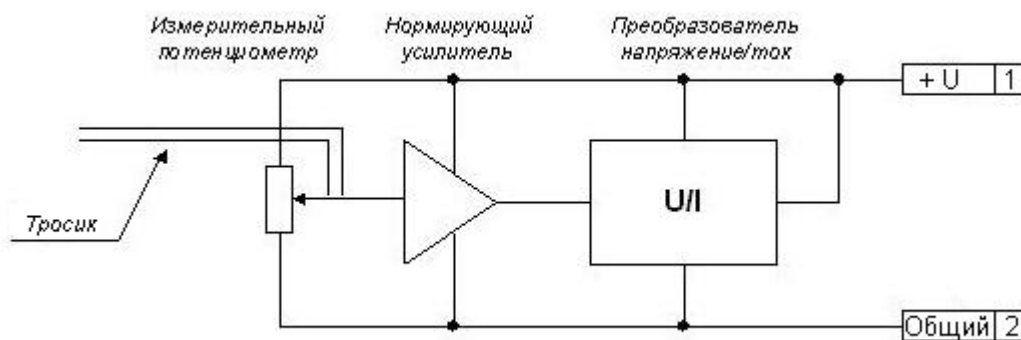 Измерительный
потенциометр
Нормирующий
усилитель
Преобразователь
напряжение/ток
+ U 1
Тросик
U/I
Общий 2